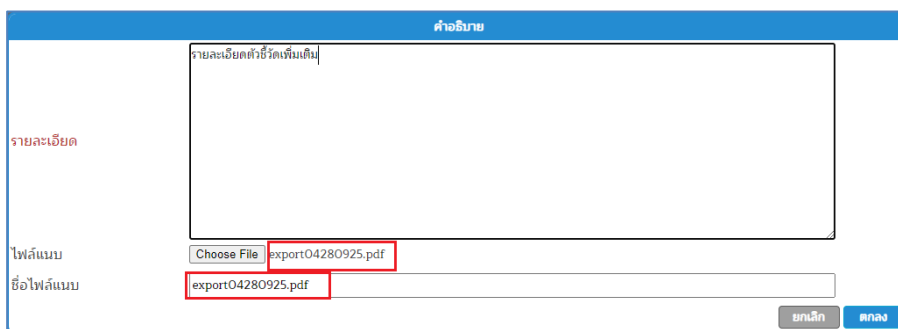 คำอธิบาย
รายละเอียดตัวชี้วัดเพิ่มเติม
รายละเอียด
ไฟล์แนบ Choose File export04280925.pdf
ชื่อไฟล์แนบ export04280925.pdf
ยกเลิก ตกลง